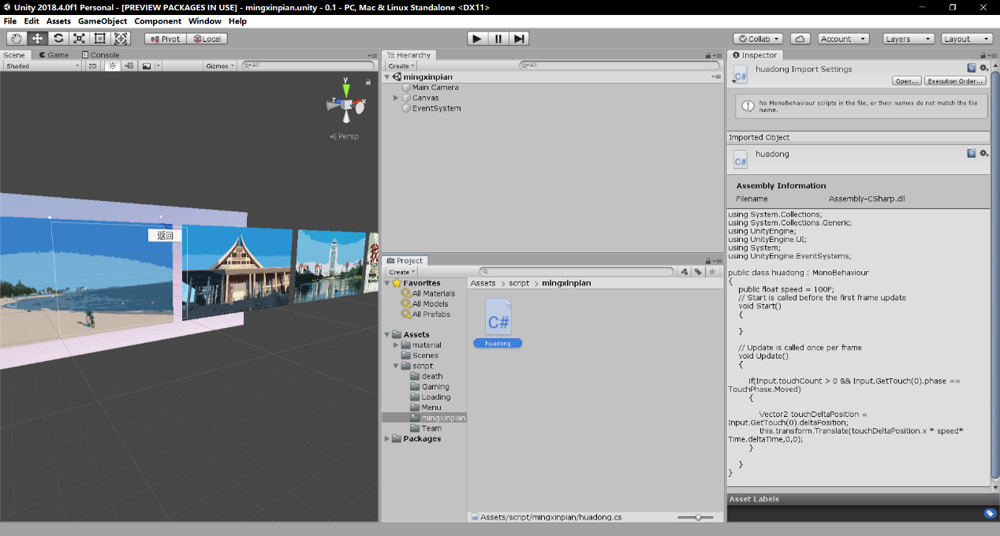 Unity 2018.4.0f1 Personal - [PREVIEW PACKAGES IN USE] - mingxinpian.unity - 0.1 - PC, Mac & Linux Standalone <DX11>
File Edit Assets GameObject Component Window Help
Pivot Local Collab Account Layers Layout
Scene Game Console
Shaded 2D Gizmos All
y
z x
Persp
返回
我
Hierarchy
Create All
mingxinpian
Main Camera
Canvas
EventSystem
Project
Create
Favorites
All Materials
All Models
All Prefabs
Assets
material
Scenes
script
death
Gaming
Loading
Menu
mingxinpian
Team
Packages
Assets script mingxinpian
C#
huadong
Assets/script/mingxinpian/huadong.cs
Inspector
C#
huadong Import Settings
Open... Execution Order...
No MonoBehaviour scripts in the file, or their names do not match the file
name.
Imported Object
C#
huadong
Assembly Information
Filename Assembly-CSharp.dll
using System.Collections;
using System.Collections.Generic;
using UnityEngine;
using UnityEngine.UI;
using System;
using UnityEngine.EventSystems;
public class huadong : MonoBehaviour
{
public float speed = 100F;
// Start is called before the first frame update
void Start()
{
}
// Update is called once per frame
void Update()
{
if(Input.touchCount > 0 && Input.GetTouch(0).phase ==
TouchPhase.Moved)
{
Vector2 touchDeltaPosition =
Input.GetTouch(0).deltaPosition;
this.transform.Translate(touchDeltaPosition.x * speed*
Time.deltaTime,0,0);
}
}
}
Asset Labels